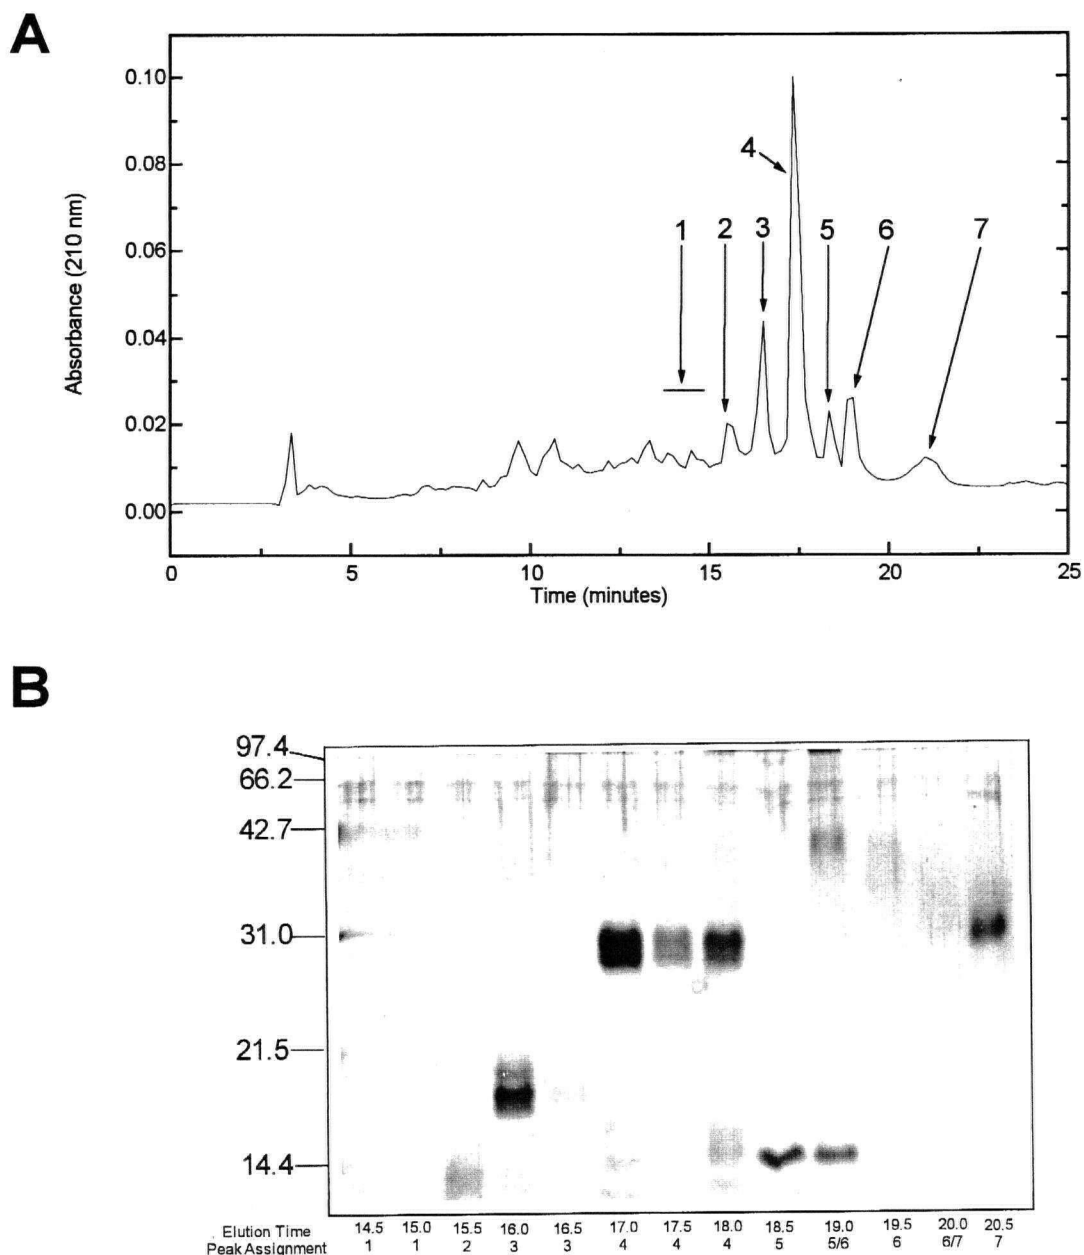 A
0.10
0.08
0.06
0.04
0.02
0.00
Absorbance (210 nm)
1 2 3 4 5 6 7
0 5 10 15 20 25
Time (minutes)
B
97.4
66.2
42.7
31.0
21.5
14.4
Elution Time 14.5 15.0 15.5 16.0 16.5 17.0 17.5 18.0 18.5 19.0 19.5 20.0 20.5
Peak Assignment 1 1 2 3 3 4 4 4 5 5/6 6 6/7 7